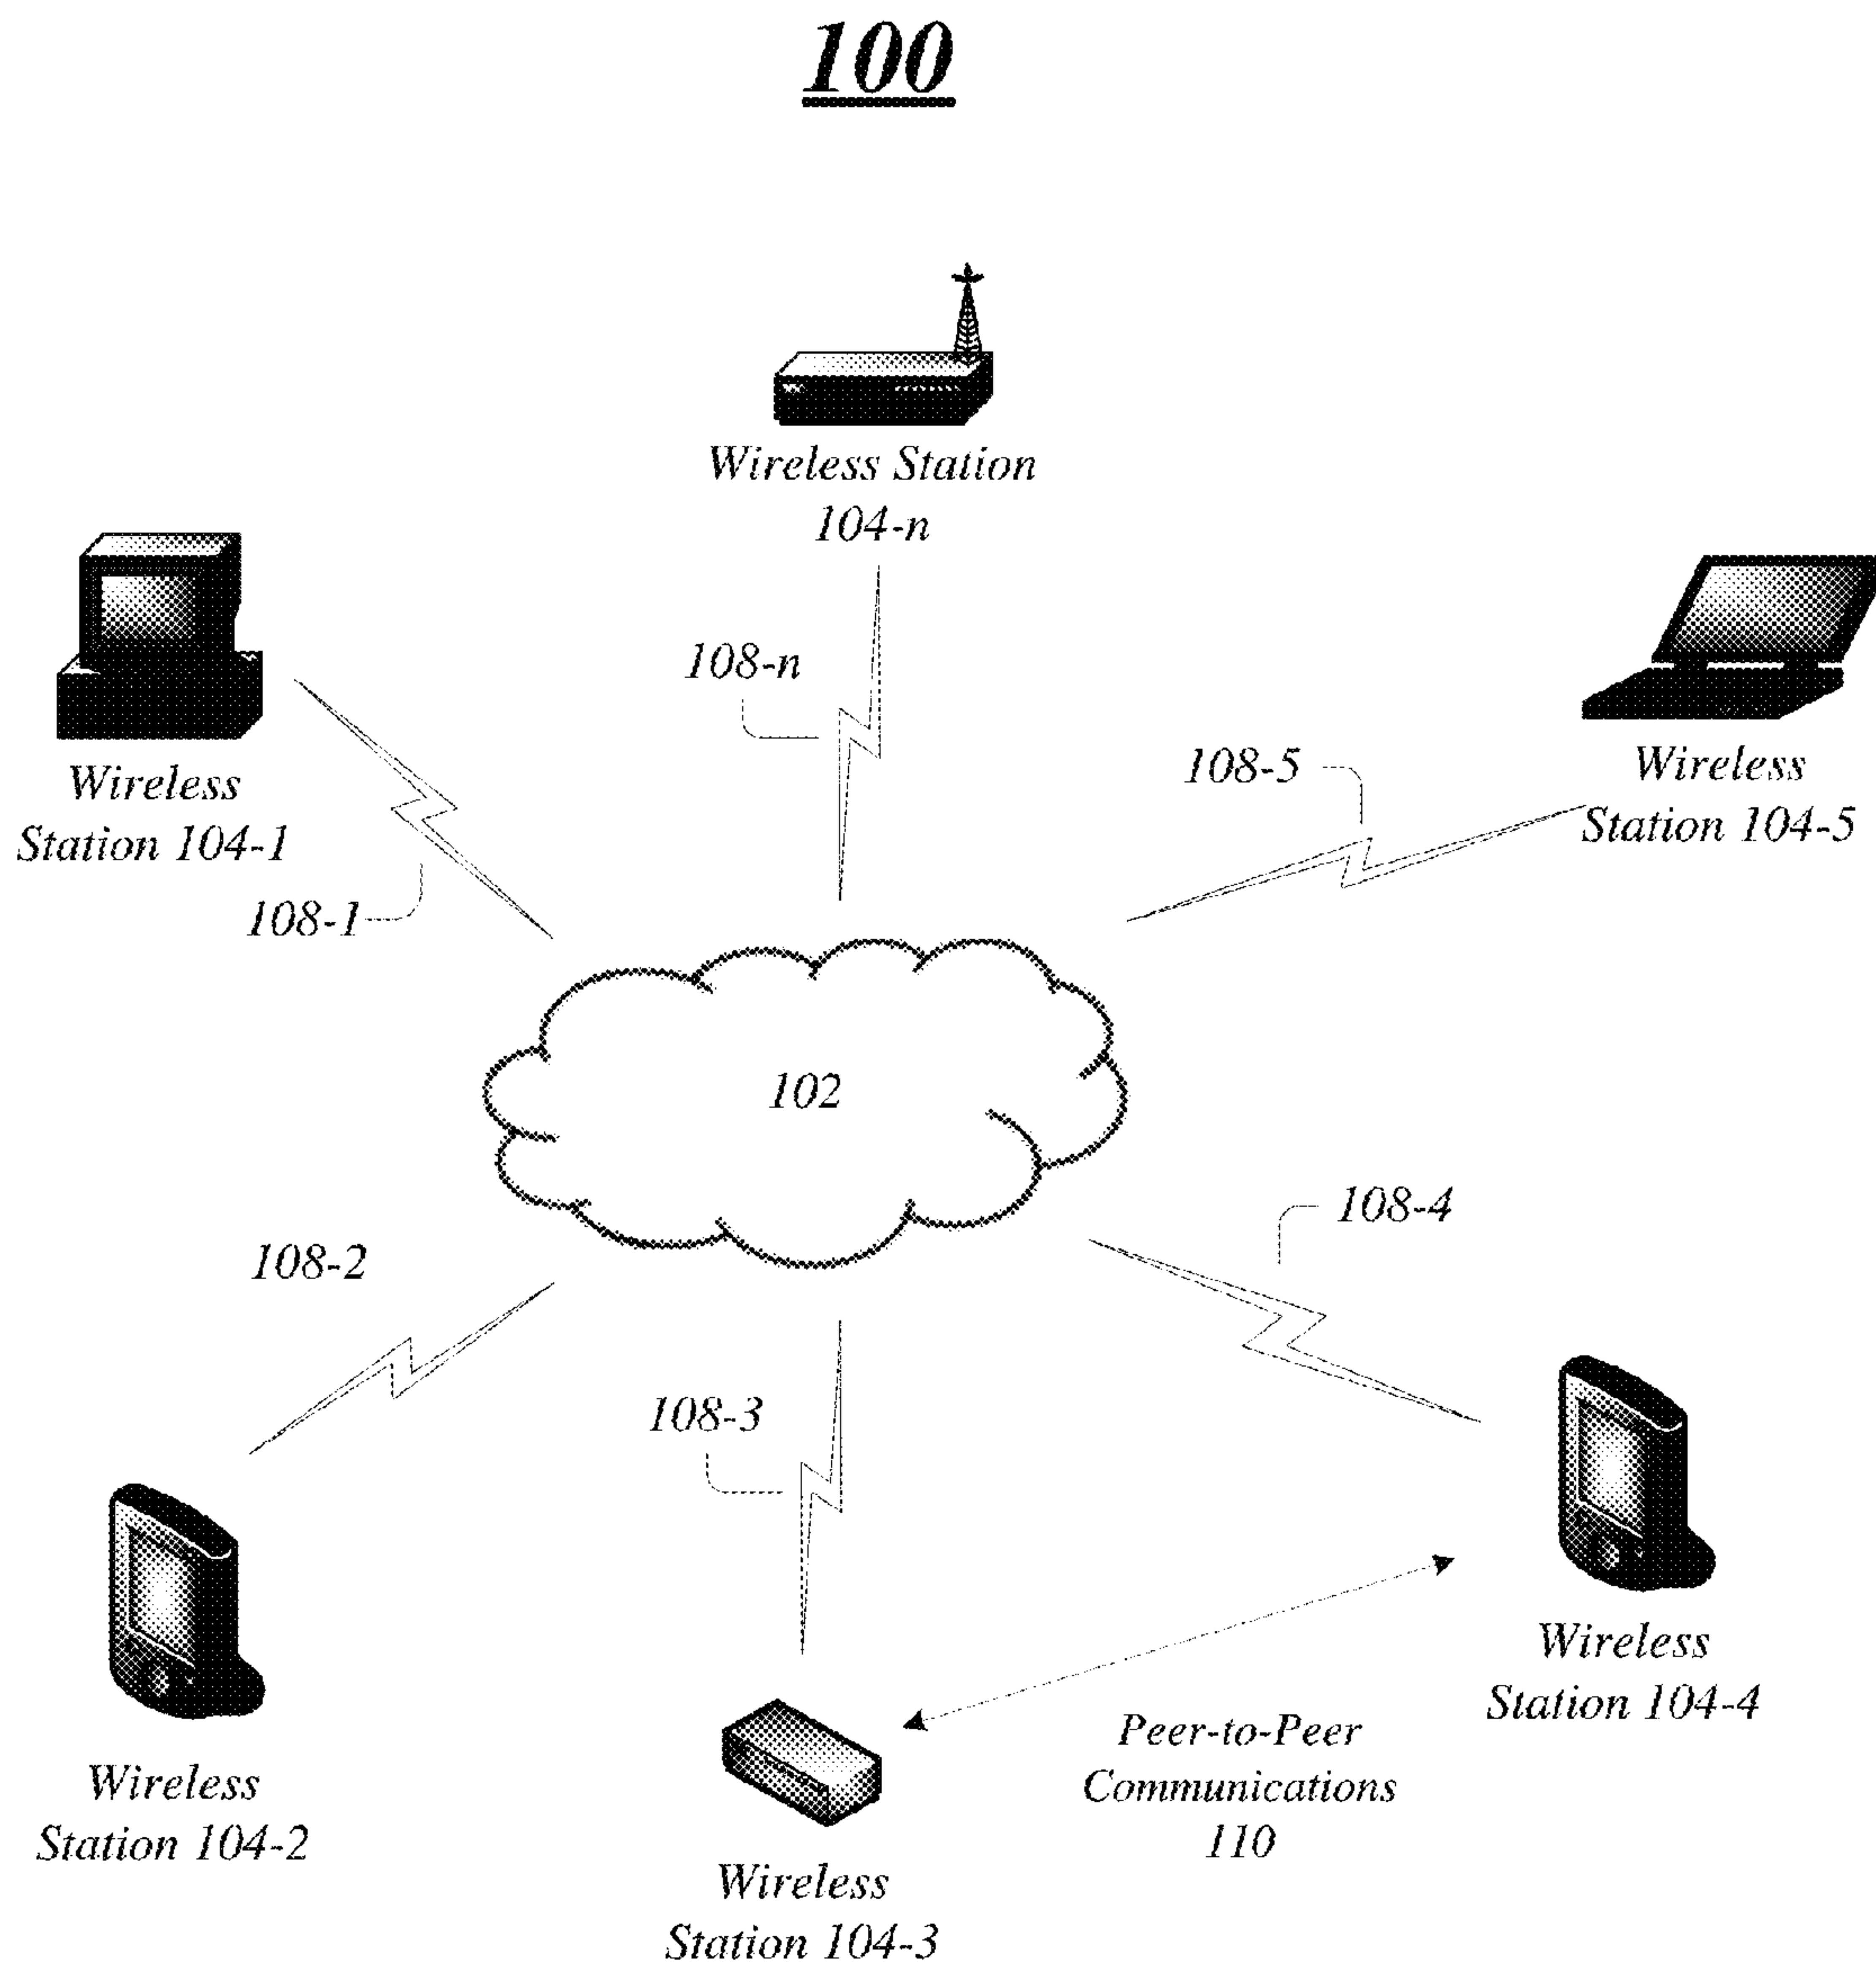 100
Wireless Station
104-n
108-n
108-5
Wireless
Station 104-1
Wireless
Station 104-5
108-1
102
108-4
108-2
108-3
Wireless
Station 104-4
Peer-to-Peer
Communications
110
Wireless
Station 104-2
Wireless
Station 104-3